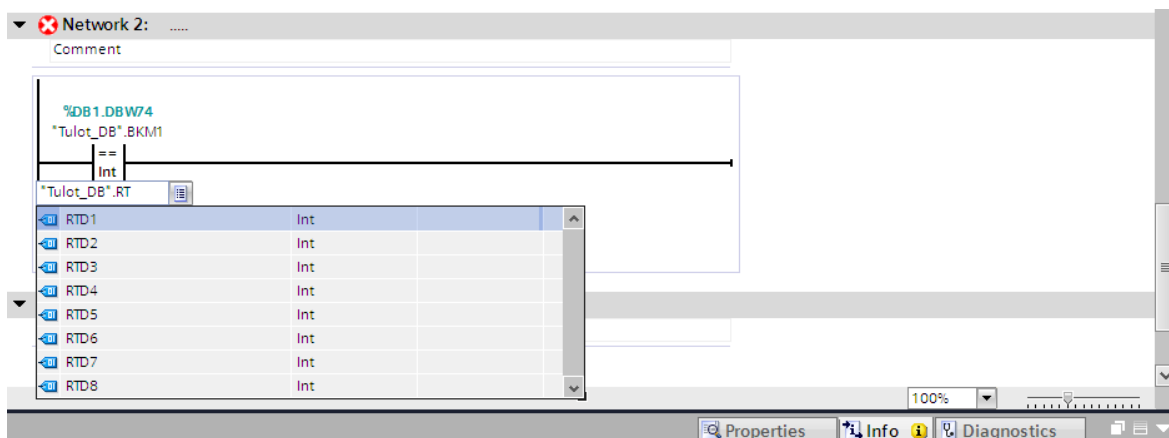 Network 2: .....
Comment
%DB1.DBW74
"Tulot_DB".BKM1
==
Int
"Tulot_DB".RT
RTD1 Int
RTD2 Int
RTD3 Int
RTD4 Int
RTD5 Int
RTD6 Int
RTD7 Int
RTD8 Int
100%
Properties Info Diagnostics